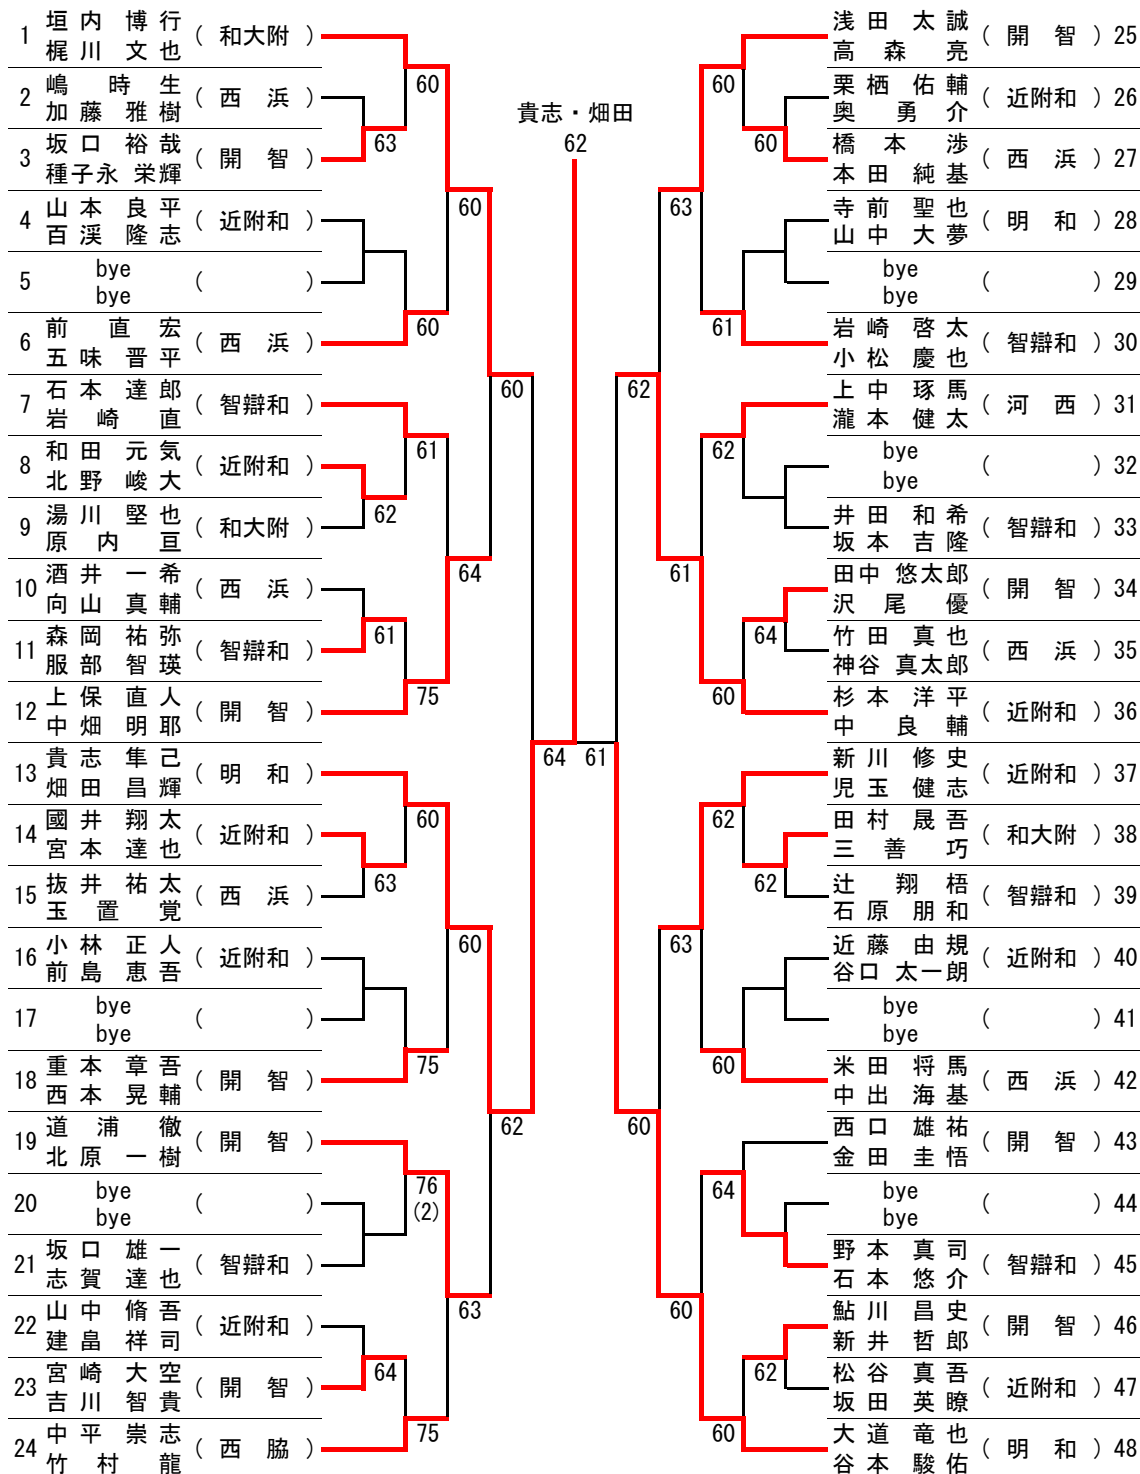 1 垣内 博行 ( 和大附 )
梶川 文也
60
2 嶋 時生 ( 西浜 )
加藤 雅樹
63
3 坂口 裕哉 ( 開智 )
種子永 栄輝
60
4 山本 良平 ( 近附和 )
百渓 隆志
5 bye ( )
bye
60
6 前 直宏 ( 西浜 )
五味 晋平
60
7 石本 達郎 ( 智辯和 )
岩崎 直
61
8 和田 元気 ( 近附和 )
北野 峻大
62
9 湯川 堅也 ( 和大附 )
原内 亘
64
10 酒井 一希 ( 西浜 )
向山 真輔
61
11 森岡 祐弥 ( 智辯和 )
服部 智瑛
75
12 上保 直人 ( 開智 )
中畑 明耶
64
13 貴志 隼己 ( 明和 )
畑田 昌輝
60
14 國井 翔太 ( 近附和 )
宮本 達也
63
15 抜井 祐太 ( 西浜 )
玉置 覚
60
16 小林 正人 ( 近附和 )
前島 恵吾
17 bye ( )
bye
75
18 重本 章吾 ( 開智 )
西本 晃輔
62
19 道浦 徹 ( 開智 )
北原 一樹
76
(2)
20 bye ( )
bye
21 坂口 雄一 ( 智辯和 )
志賀 達也
63
22 山中 脩吾 ( 近附和 )
建畠 祥司
64
23 宮崎 大空 ( 開智 )
吉川 智貴
75
24 中平 崇志 ( 西脇 )
竹村 龍
貴志・畑田
62
浅田 太誠 ( 開智 ) 25
高森 亮
60
栗栖 佑輔 ( 近附和 ) 26
奥 勇介
60
橋本 渉 ( 西浜 ) 27
本田 純基
63
寺前 聖也 ( 明和 ) 28
山中 大夢
bye ( ) 29
bye
61
岩崎 啓太 ( 智辯和 ) 30
小松 慶也
62
上中 琢馬 ( 河西 ) 31
瀧本 健太
62
bye ( ) 32
bye
井田 和希 ( 智辯和 ) 33
坂本 吉隆
61
田中 悠太郎 ( 開智 ) 34
沢尾 優
64
竹田 真也 ( 西浜 ) 35
神谷 真太郎
60
杉本 洋平 ( 近附和 ) 36
中 良輔
61
新川 修史 ( 近附和 ) 37
児玉 健志
62
田村 晟吾 ( 和大附 ) 38
三善 巧
62
辻 翔梧 ( 智辯和 ) 39
石原 朋和
63
近藤 由規 ( 近附和 ) 40
谷口 太一朗
bye ( ) 41
bye
60
米田 将馬 ( 西浜 ) 42
中出 海基
60
西口 雄祐 ( 開智 ) 43
金田 圭悟
64
bye ( ) 44
bye
野本 真司 ( 智辯和 ) 45
石本 悠介
60
鮎川 昌史 ( 開智 ) 46
新井 哲郎
62
松谷 真吾 ( 近附和 ) 47
坂田 英瞭
60
大道 竜也 ( 明和 ) 48
谷本 駿佑